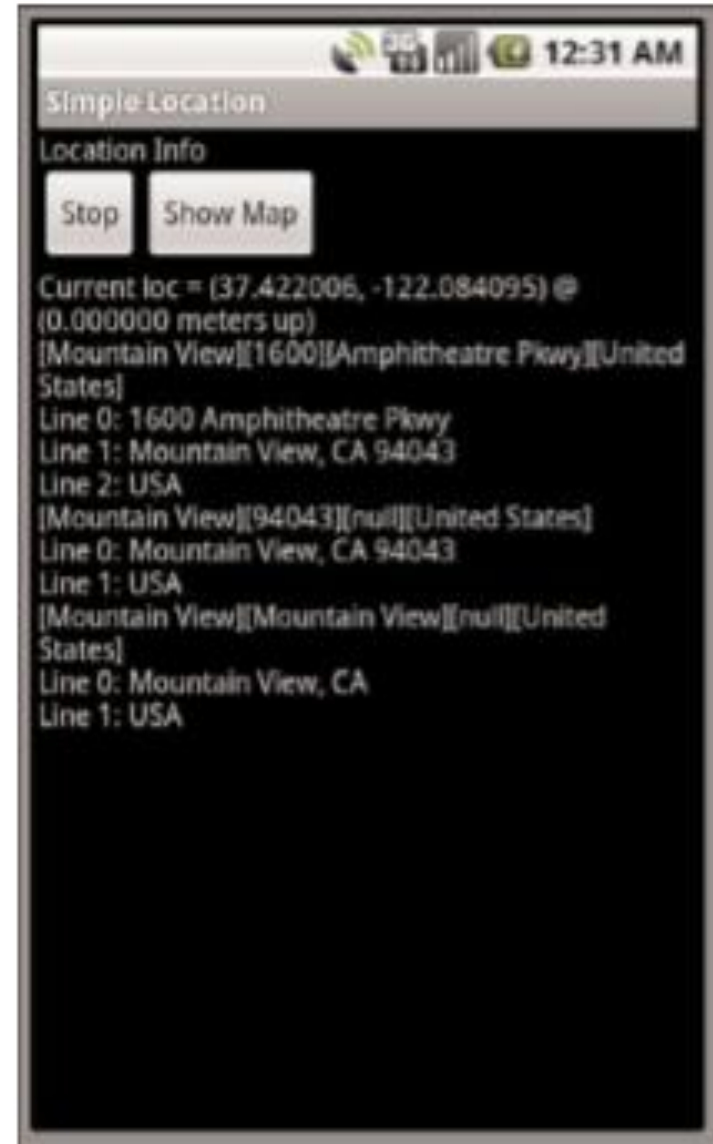 12:31 AM
Simple Location
Location Info
Stop Show Map
Current loc = (37.422006, -122.084095) @
(0.000000 meters up)
[Mountain View][1600][Amphitheatre Pkwy][United
States]
Line 0: 1600 Amphitheatre Pkwy
Line 1: Mountain View, CA 94043
Line 2: USA
[Mountain View][94043][null][United States]
Line 0: Mountain View, CA 94043
Line 1: USA
[Mountain View][Mountain View][null][United
States]
Line 0: Mountain View, CA
Line 1: USA